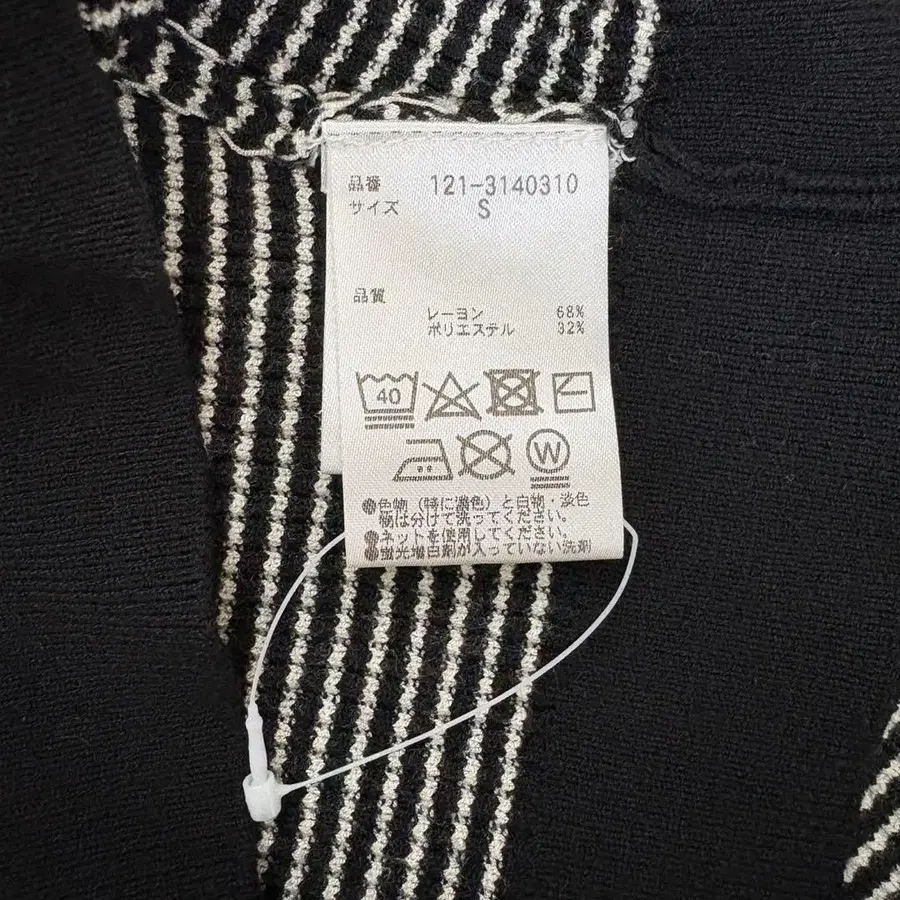 品番 121-3140310
サイズ S
品質
レーヨン 68%
ポリエステル 32%
40
W
●色物(特に濃色)と白物・淡色
物は分けて洗ってください。
●ネットを使用してください。
●蛍光増白剤が入っていない洗剤